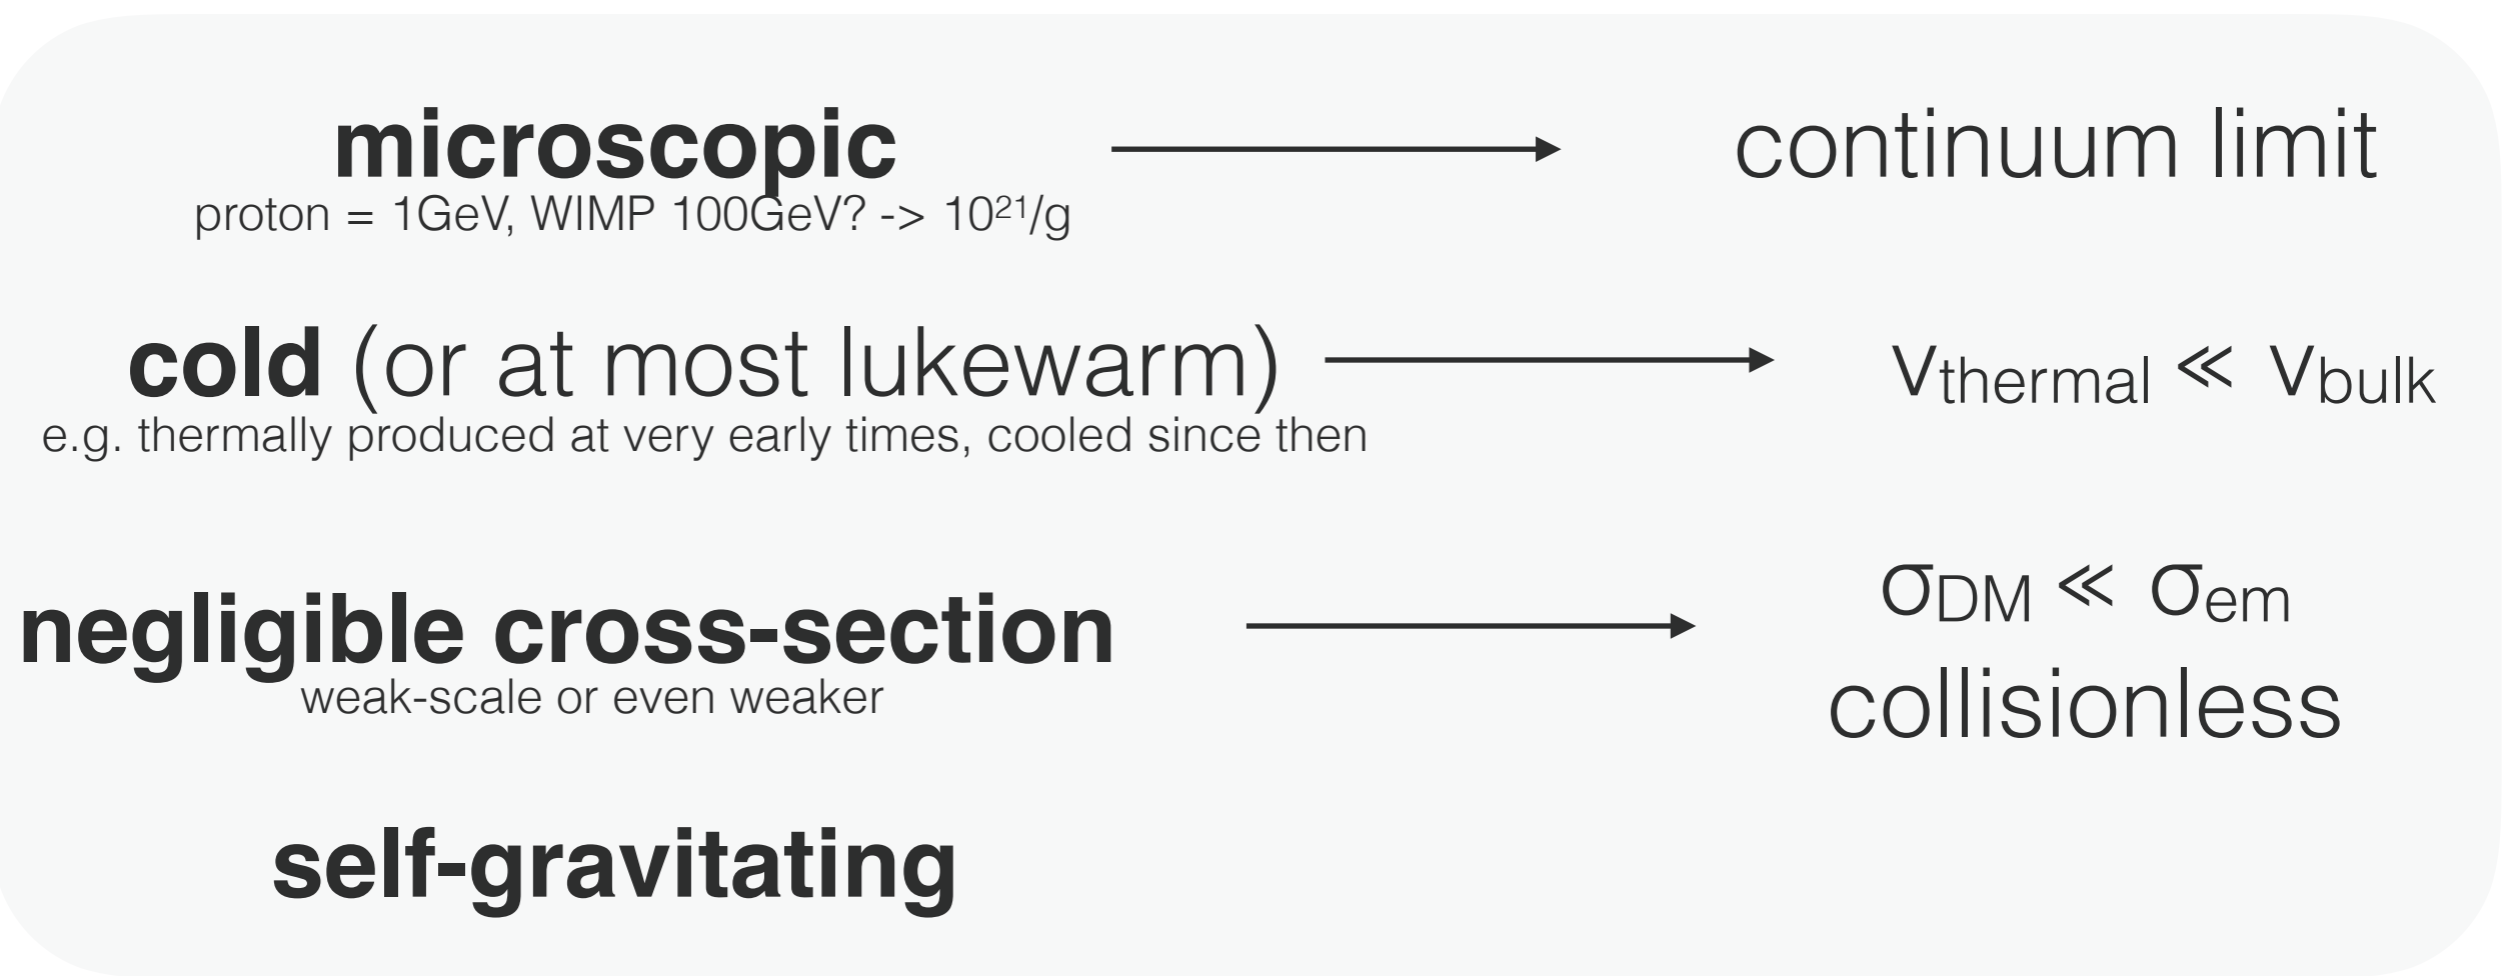 microscopic
continuum limit
proton = 1GeV, WIMP 100GeV? -> 10²¹/g
cold (or at most lukewarm)
vthermal ≪ vbulk
e.g. thermally produced at very early times, cooled since then
negligible cross-section
σDM ≪ σem
weak-scale or even weaker
collisionless
self-gravitating